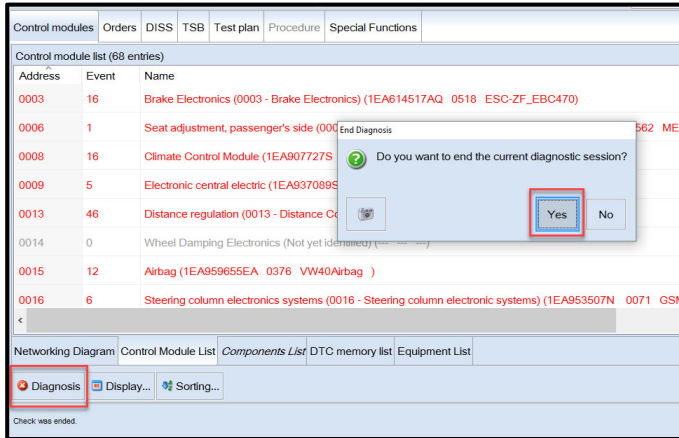 Control modules Orders DISS TSB Test plan Procedure Special Functions
Control module list (68 entries)
Address Event Name
0003 16 Brake Electronics (0003 - Brake Electronics) (1EA614517AQ 0518 ESC-ZF_EBC470)
0006 1 Seat adjustment, passenger's side (000 562 ME
End Diagnosis
Do you want to end the current diagnostic session?
Yes No
0008 16 Climate Control Module (1EA907727S
0009 5 Electronic central electric (1EA937089S
0013 46 Distance regulation (0013 - Distance Co
0014 0 Wheel Damping Electronics (Not yet identified) (--- --- ---)
0015 12 Airbag (1EA959655EA 0376 VW40Airbag )
0016 6 Steering column electronics systems (0016 - Steering column electronic systems) (1EA953507N 0071 GSM
Networking Diagram Control Module List Components List DTC memory list Equipment List
Diagnosis Display... Sorting...
Check was ended.